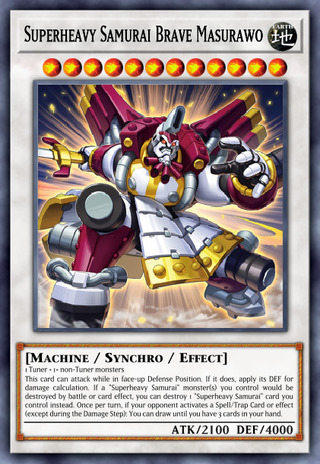 Superheavy Samurai Brave Masurawo
EARTH
地
[Machine / Synchro / Effect]
1 Tuner + 1+ non-Tuner monsters
This card can attack while in face-up Defense Position. If it does, apply its DEF for
damage calculation. If a "Superheavy Samurai" monster(s) you control would be
destroyed by battle or card effect, you can destroy 1 "Superheavy Samurai" card you
control instead. Once per turn, if your opponent activates a Spell/Trap Card or effect
(except during the Damage Step): You can draw until you have 3 cards in your hand.
ATK/2100 DEF/4000